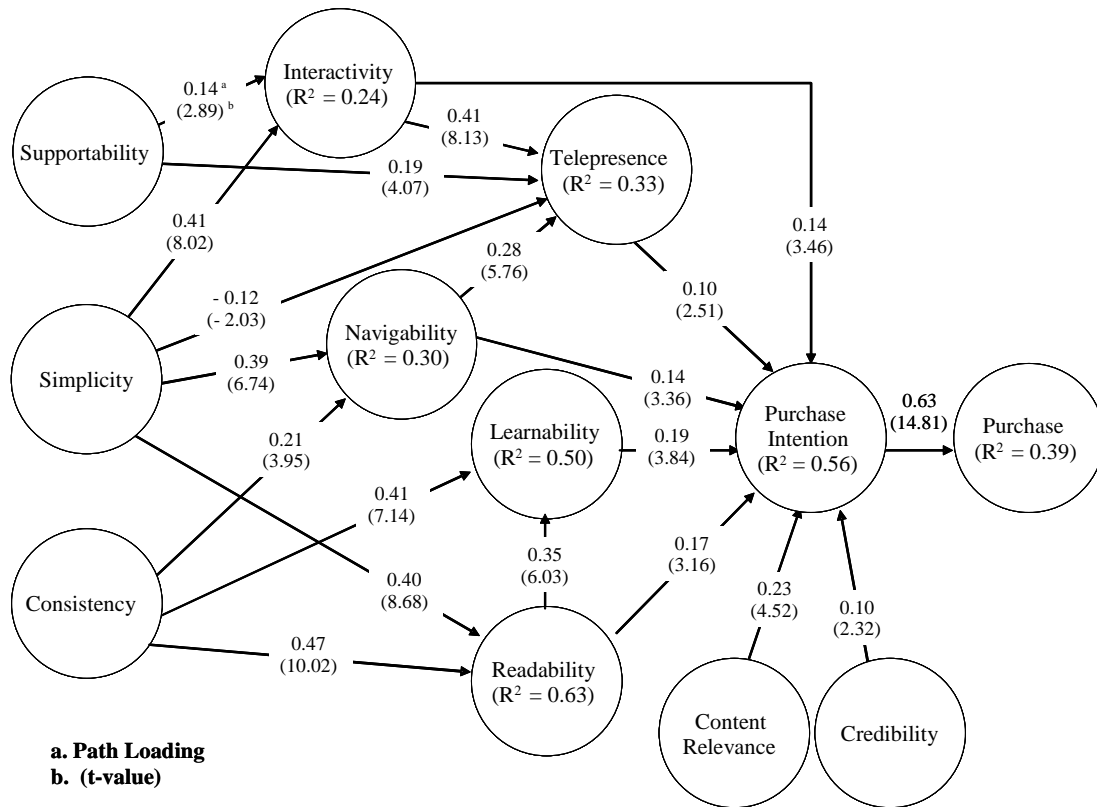 0.14 a
(2.89) b
Interactivity
(R² = 0.24)
0.41
(8.13)
Supportability
Telepresence
(R² = 0.33)
0.19
(4.07)
0.41
(8.02)
0.14
(3.46)
0.28
(5.76)
- 0.12
(- 2.03)
0.10
(2.51)
Navigability
(R² = 0.30)
Simplicity
0.39
(6.74)
0.14
(3.36)
0.21
(3.95)
Learnability
(R² = 0.50)
0.19
(3.84)
Purchase
Intention
(R² = 0.56)
0.63
(14.81)
Purchase
(R² = 0.39)
0.41
(7.14)
0.35
(6.03)
0.17
(3.16)
Consistency
0.40
(8.68)
0.23
(4.52)
0.10
(2.32)
0.47
(10.02)
Readability
(R² = 0.63)
Content
Relevance
Credibility
a. Path Loading
b. (t-value)